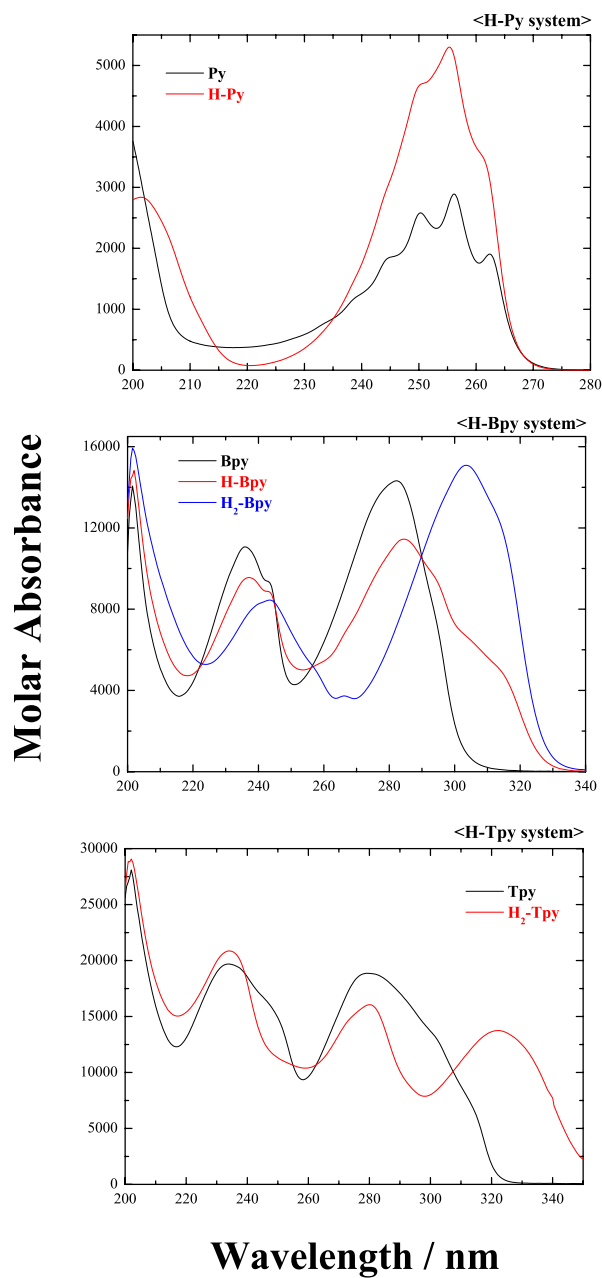 <H-Py system>
5000
4000
3000
2000
1000
0
Py
H-Py
200 210 220 230 240 250 260 270 280
<H-Bpy system>
16000
12000
8000
4000
0
Bpy
H-Bpy
H₂-Bpy
200 220 240 260 280 300 320 340
Molar Absorbance
<H-Tpy system>
30000
25000
20000
15000
10000
5000
0
Tpy
H₂-Tpy
200 220 240 260 280 300 320 340
Wavelength / nm